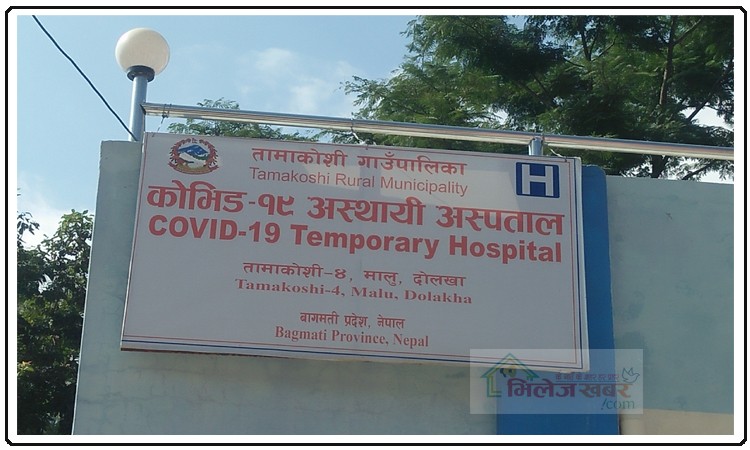 तामाकोशी गाउँपालिका
Tamakoshi Rural Municipality
H
कोभिड-१९ अस्थायी अस्पताल
COVID-19 Temporary Hospital
तामाकोशी-४, मालु, दोलखा
Tamakoshi-4, Malu, Dolakha
बागमती प्रदेश, नेपाल
Bagmati Province, Nepal
भिलेज खबर
.com